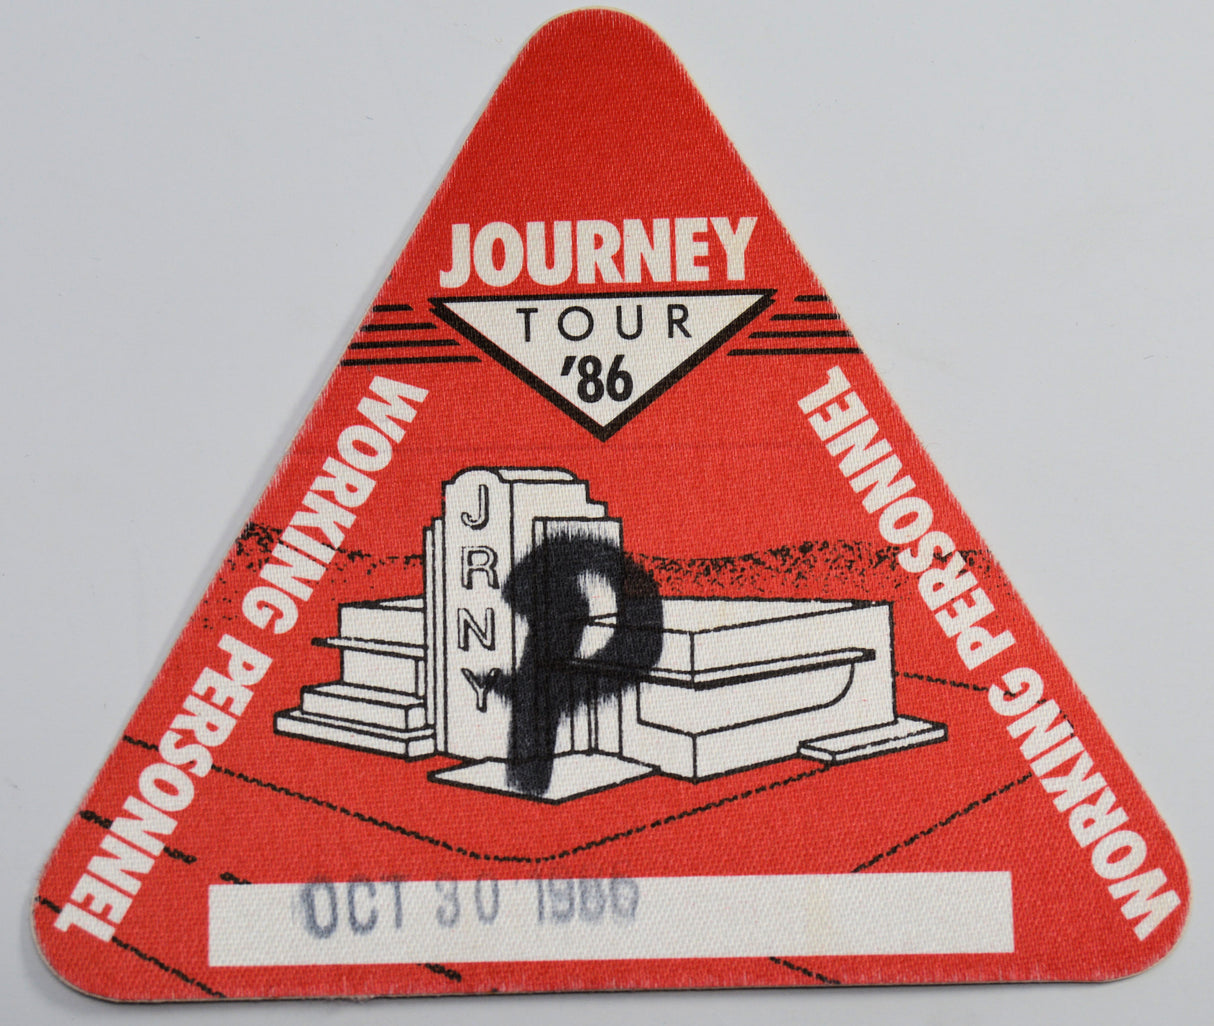 JOURNEY
TOUR
'86
WORKING PERSONNEL
WORKING PERSONNEL
JRNY
P
OCT 30 1986